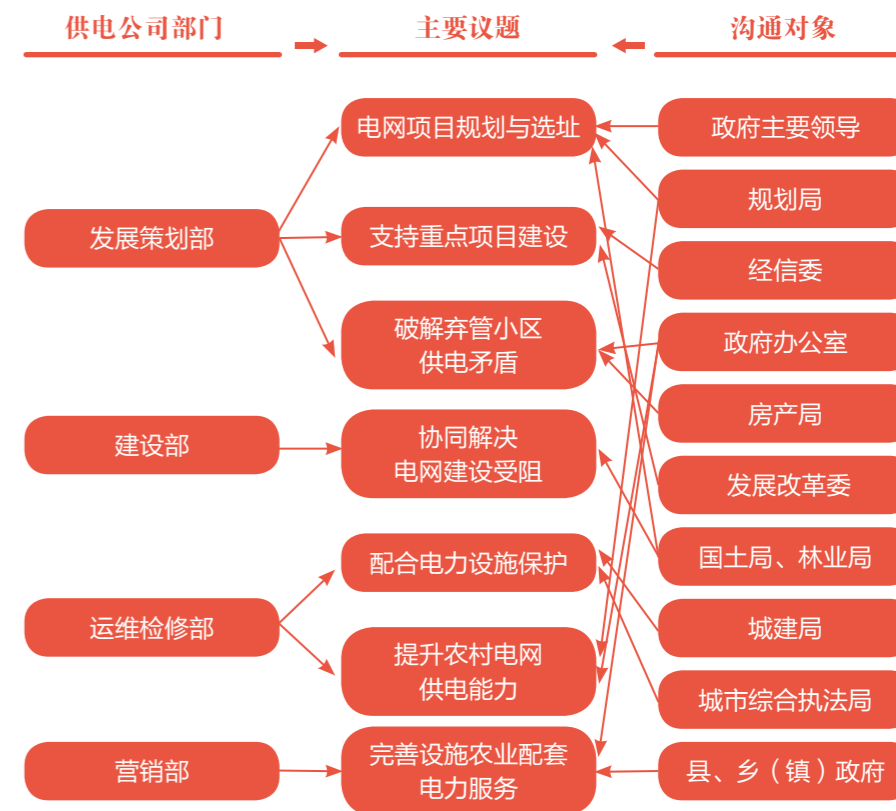 供电公司部门
主要议题
沟通对象
发展策划部
建设部
运维检修部
营销部
电网项目规划与选址
支持重点项目建设
破解弃管小区
供电矛盾
协同解决
电网建设受阻
配合电力设施保护
提升农村电网
供电能力
完善设施农业配套
电力服务
政府主要领导
规划局
经信委
政府办公室
房产局
发展改革委
国土局、林业局
城建局
城市综合执法局
县、乡（镇）政府